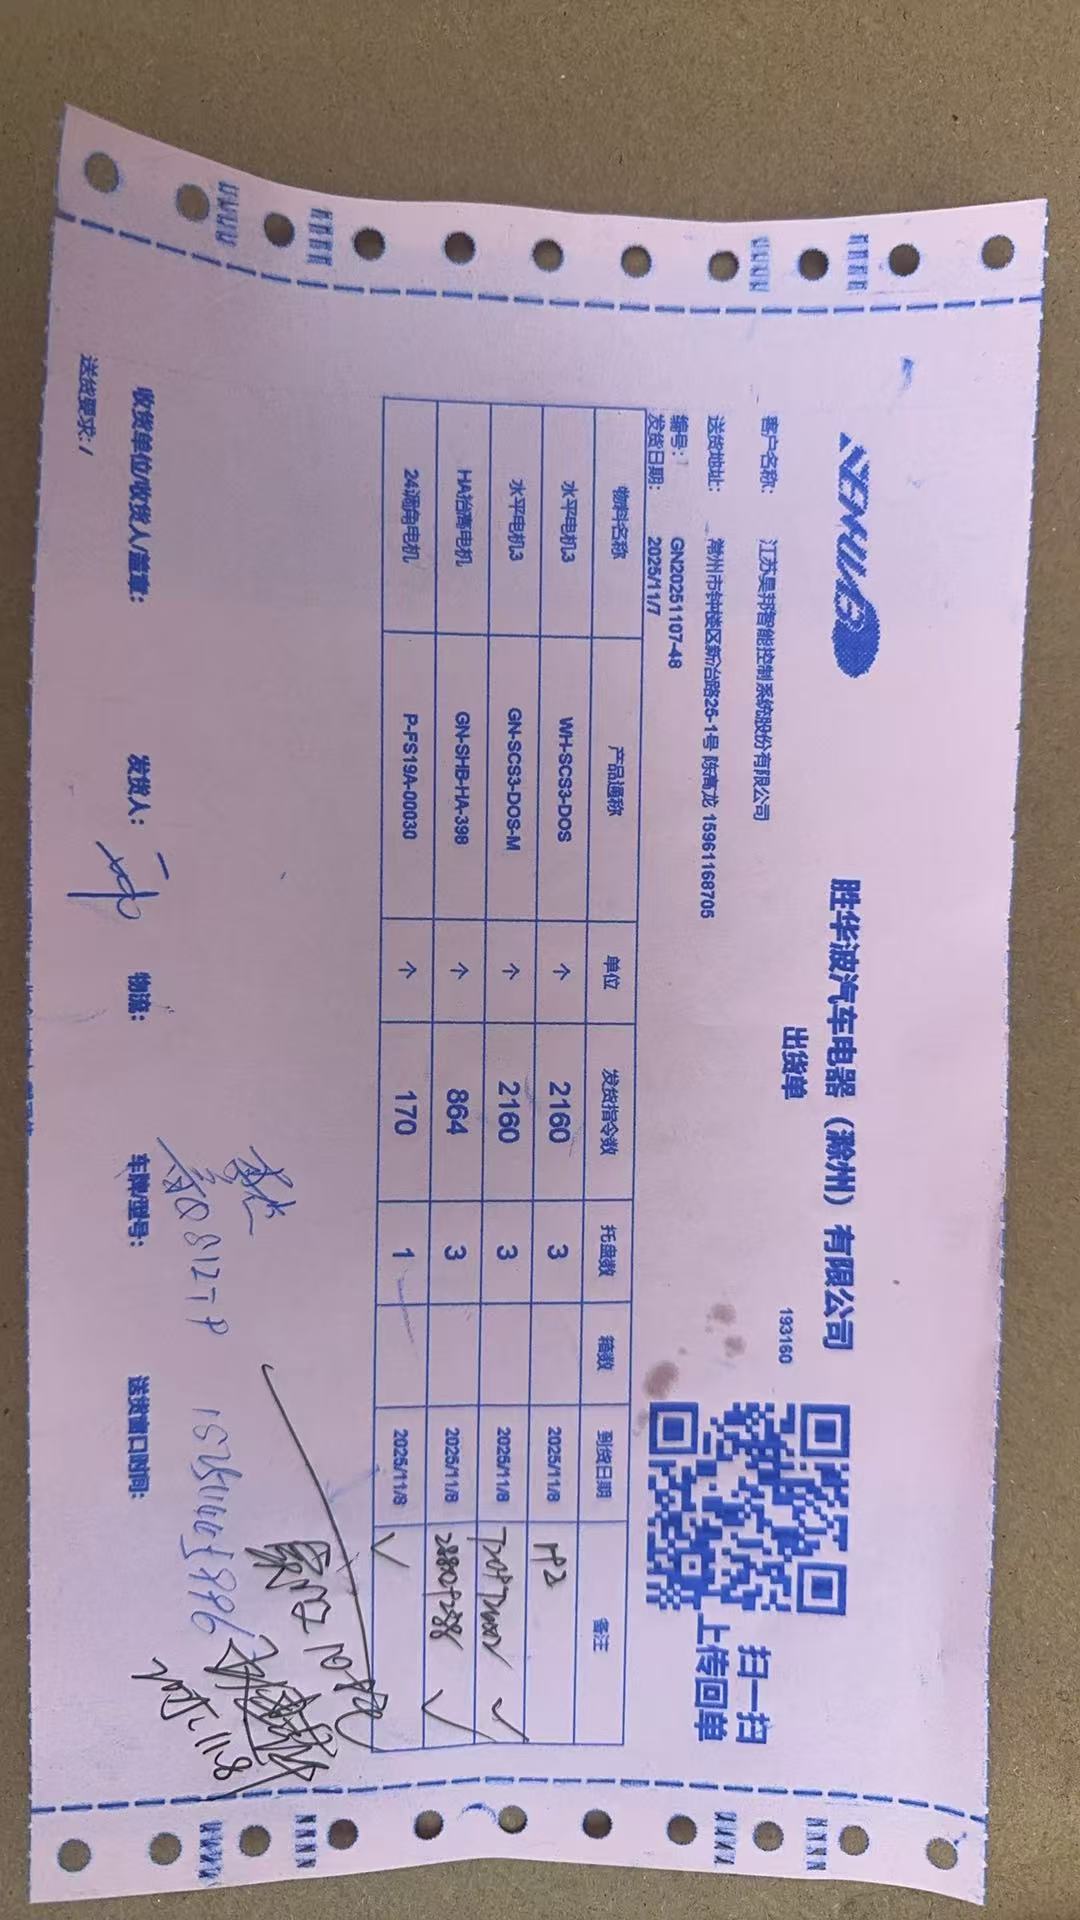 胜华波汽车电器（滁州）有限公司
出货单
193160
扫一扫
上传回单
客户名称： 江苏昊邦智能控制系统股份有限公司
送货地址： 常州市钟楼区新冶路25-1号 陈高龙 15961168705
编号： GN20251107-48
发货日期： 2025/11/7
物料名称 产品通称 单位 发货指令数 托盘数 箱数 到货日期 备注
水平电机3 WH-SCS3-DOS 个 2160 3 2025/11/8
水平电机3 GN-SCS3-DOS-M 个 2160 3 2025/11/8
HA抬高电机 GN-SHB-HA-398 个 864 3 2025/11/8
24调角电机 P-FS19A-00030 个 170 1 2025/11/8
收货单位/收货人/盖章： 发货人： 物流： 车牌/型号： 送货窗口时间：
送货要求：/